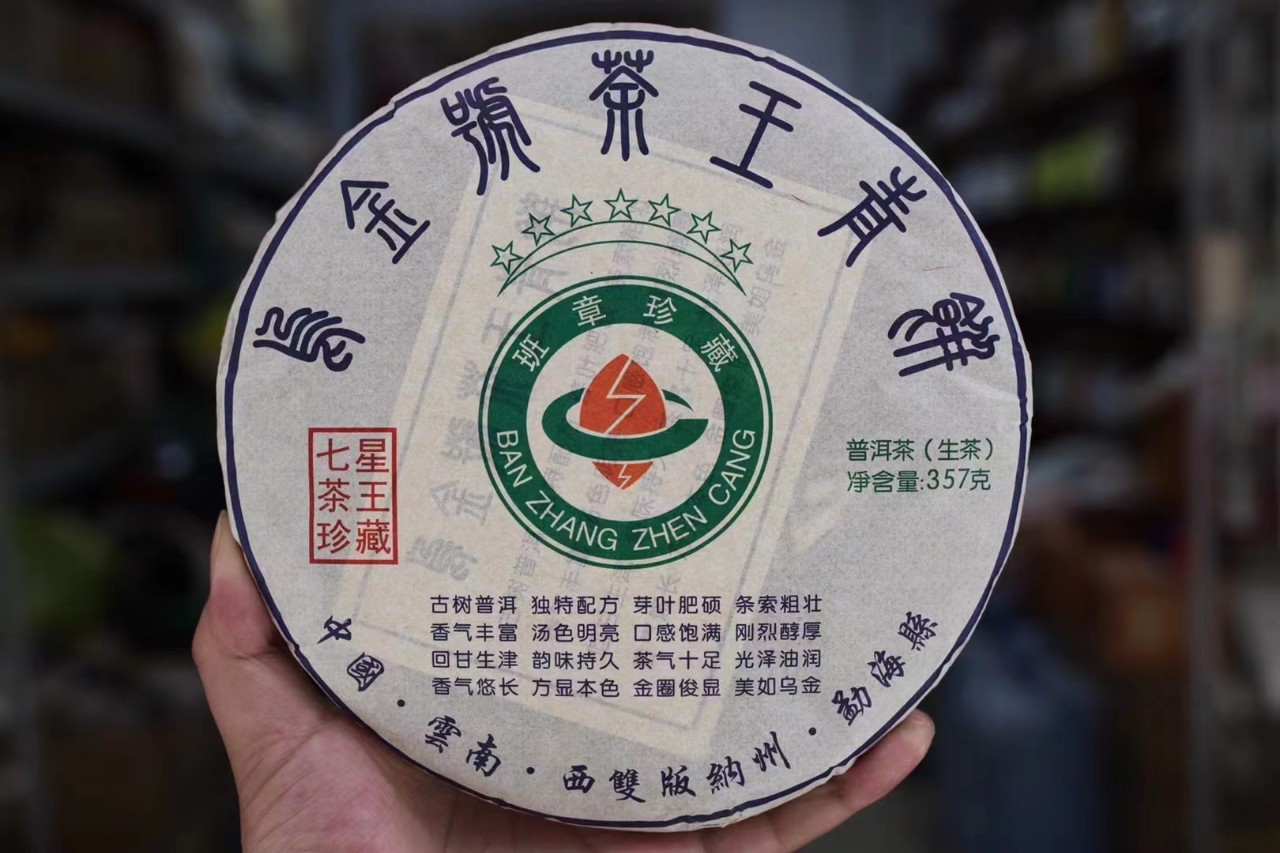 烏金號茶王青餅
班章珍藏
BAN ZHANG ZHEN CANG
七星
茶王
珍藏
普洱茶（生茶）
净含量:357克
古树普洱 独特配方 芽叶肥硕 条索粗壮
香气丰富 汤色明亮 口感饱满 刚烈醇厚
回甘生津 韵味持久 茶气十足 光泽油润
香气悠长 方显本色 金圈俊显 美如乌金
中國·雲南·西雙版納州·勐海縣